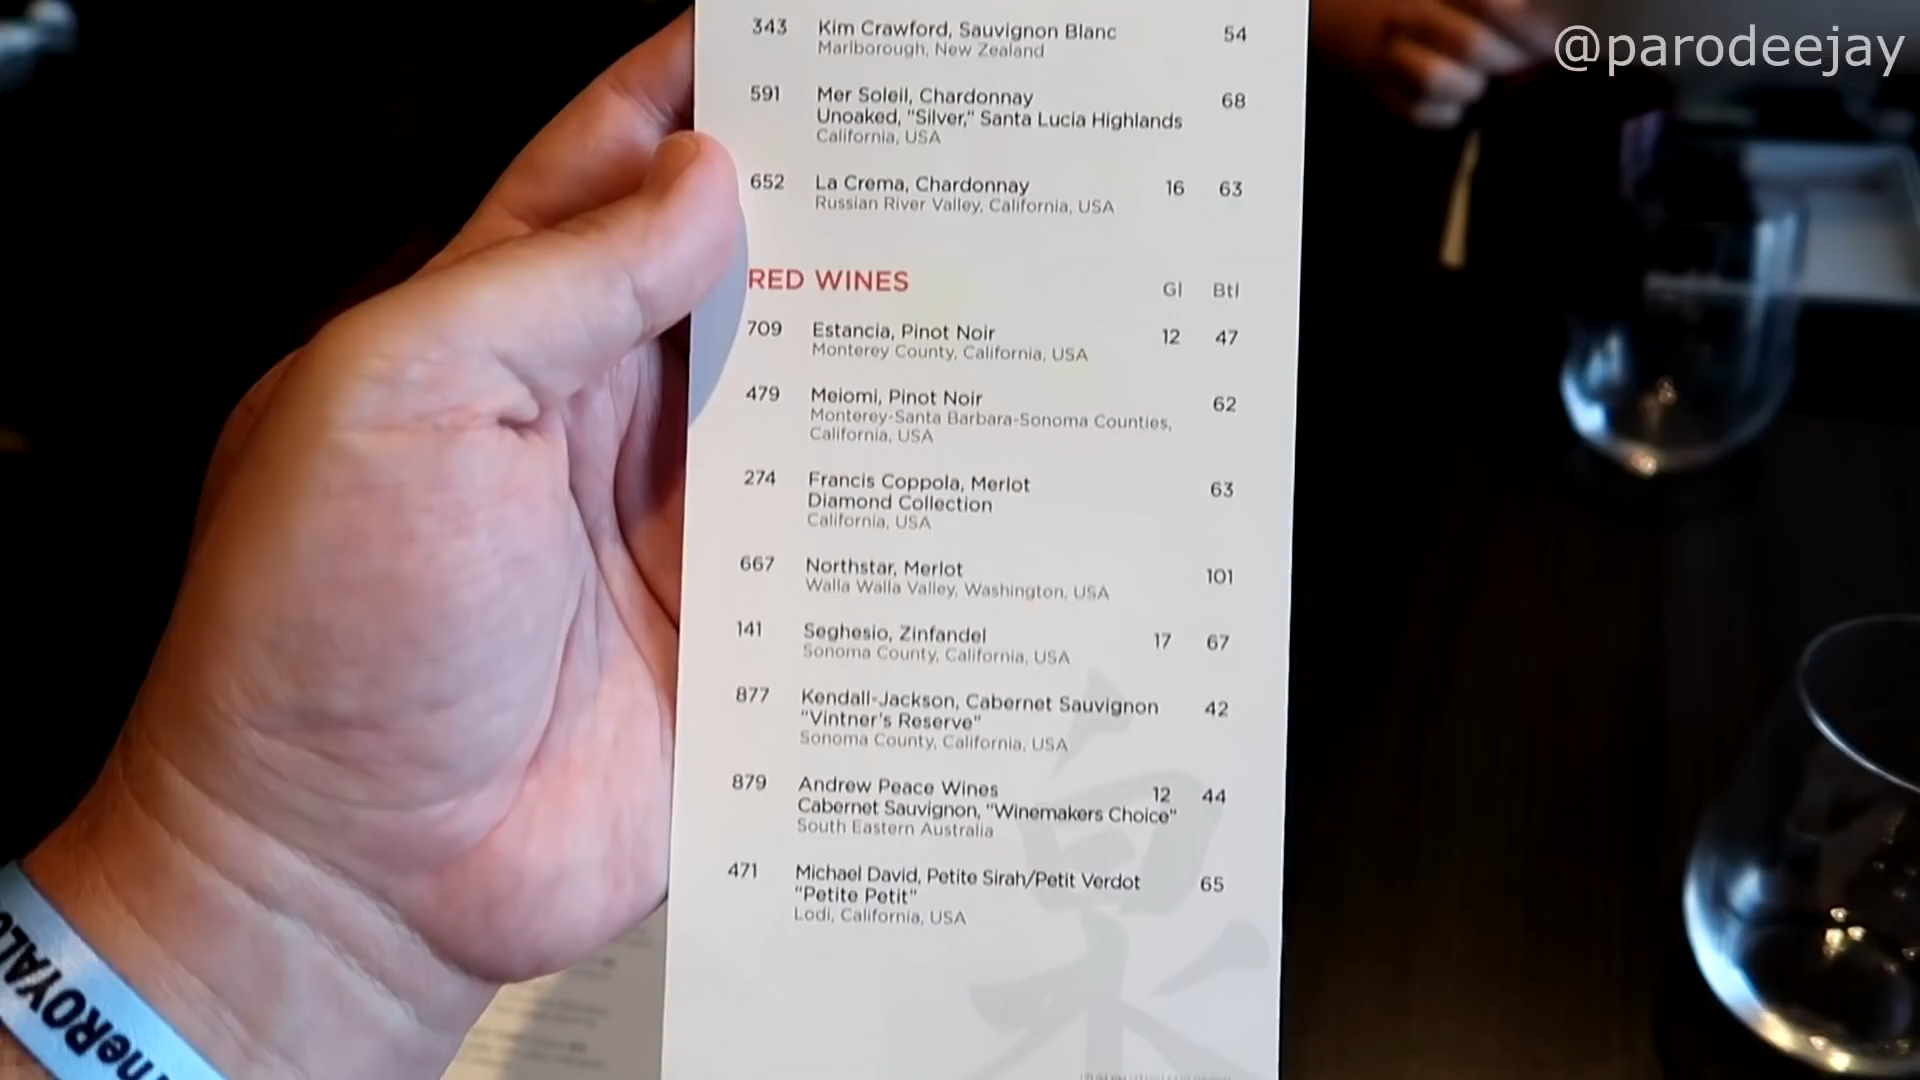 @parodeejay
343 Kim Crawford, Sauvignon Blanc 54
Marlborough, New Zealand
591 Mer Soleil, Chardonnay 68
Unoaked, "Silver," Santa Lucia Highlands
California, USA
652 La Crema, Chardonnay 16 63
Russian River Valley, California, USA
RED WINES Gl Btl
709 Estancia, Pinot Noir 12 47
Monterey County, California, USA
479 Meiomi, Pinot Noir 62
Monterey-Santa Barbara-Sonoma Counties,
California, USA
274 Francis Coppola, Merlot 63
Diamond Collection
California, USA
667 Northstar, Merlot 101
Walla Walla Valley, Washington, USA
141 Seghesio, Zinfandel 17 67
Sonoma County, California, USA
877 Kendall-Jackson, Cabernet Sauvignon 42
"Vintner's Reserve"
Sonoma County, California, USA
879 Andrew Peace Wines 12 44
Cabernet Sauvignon, "Winemakers Choice"
South Eastern Australia
471 Michael David, Petite Sirah/Petit Verdot 65
"Petite Petit"
Lodi, California, USA
泉